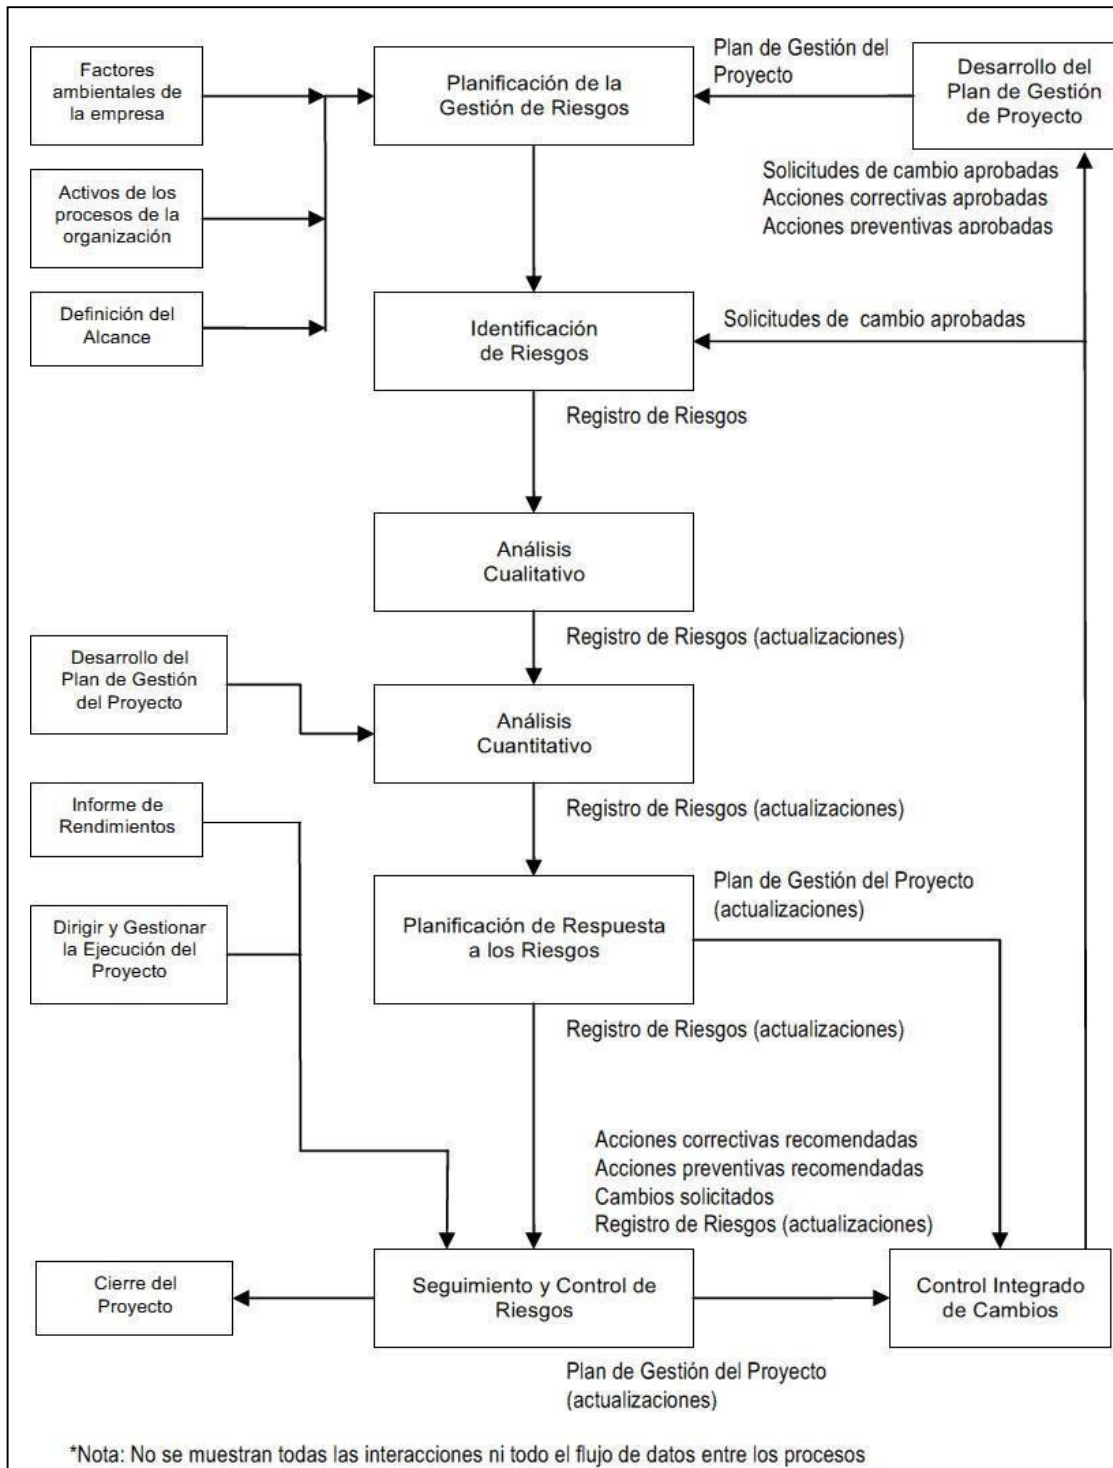 Factores
ambientales de
la empresa
Planificación de la
Gestión de Riesgos
Plan de Gestión del
Proyecto
Desarrollo del
Plan de Gestión
de Proyecto
Activos de los
procesos de la
organización
Solicitudes de cambio aprobadas
Acciones correctivas aprobadas
Acciones preventivas aprobadas
Definición del
Alcance
Identificación
de Riesgos
Solicitudes de cambio aprobadas
Registro de Riesgos
Análisis
Cualitativo
Registro de Riesgos (actualizaciones)
Desarrollo del
Plan de Gestión
del Proyecto
Análisis
Cuantitativo
Informe de
Rendimientos
Registro de Riesgos (actualizaciones)
Dirigir y Gestionar
la Ejecución del
Proyecto
Planificación de Respuesta
a los Riesgos
Plan de Gestión del Proyecto
(actualizaciones)
Registro de Riesgos (actualizaciones)
Acciones correctivas recomendadas
Acciones preventivas recomendadas
Cambios solicitados
Registro de Riesgos (actualizaciones)
Cierre del
Proyecto
Seguimiento y Control de
Riesgos
Control Integrado
de Cambios
Plan de Gestión del Proyecto
(actualizaciones)
*Nota: No se muestran todas las interacciones ni todo el flujo de datos entre los procesos